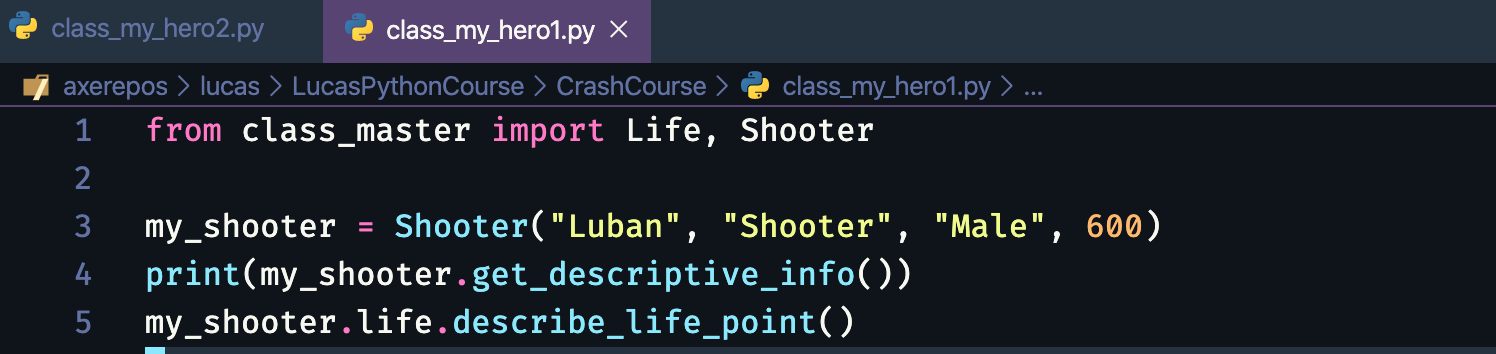 class_my_hero2.py class_my_hero1.py
axerepos > lucas > LucasPythonCourse > CrashCourse > class_my_hero1.py > ...
1 from class_master import Life, Shooter
2
3 my_shooter = Shooter("Luban", "Shooter", "Male", 600)
4 print(my_shooter.get_descriptive_info())
5 my_shooter.life.describe_life_point()